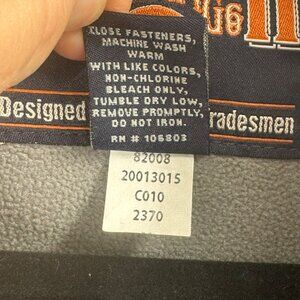 CLOSE FASTENERS,
MACHINE WASH
WARM
WITH LIKE COLORS,
NON-CHLORINE
BLEACH ONLY,
TUMBLE DRY LOW,
REMOVE PROMPTLY,
DO NOT IRON.
RN # 106803
Designed
radesmen
82008
20013015
C010
2370